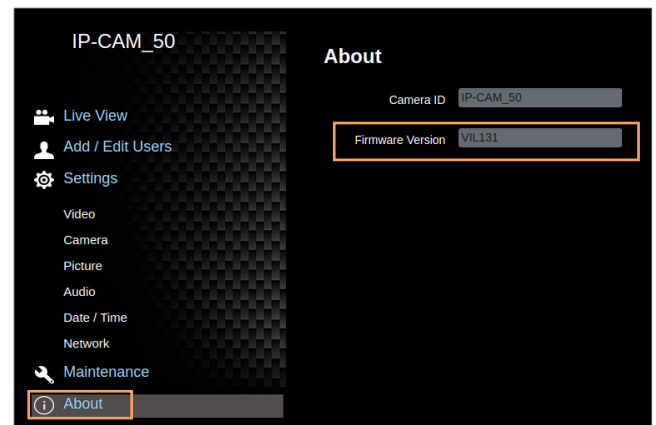 IP-CAM_50
Live View
Add / Edit Users
Settings
Video
Camera
Picture
Audio
Date / Time
Network
Maintenance
About
About
Camera ID IP-CAM_50
Firmware Version VIL131